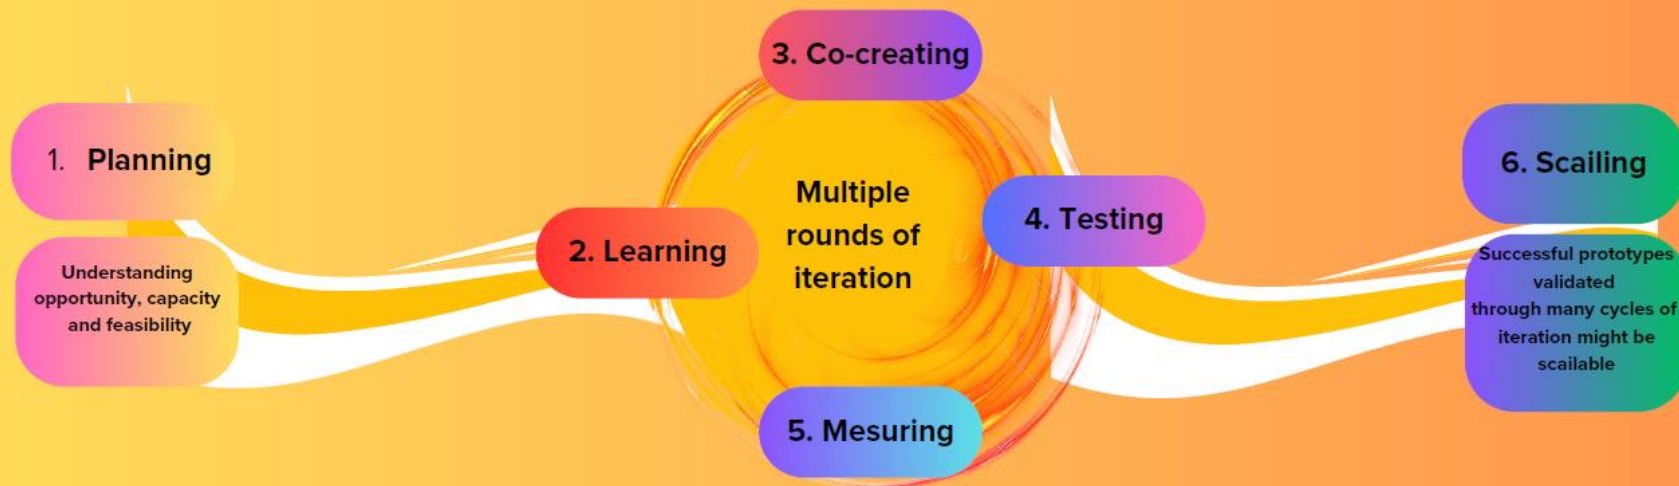 1. Planning
Understanding
opportunity, capacity
and feasibility
2. Learning
3. Co-creating
Multiple
rounds of
iteration
4. Testing
5. Mesuring
6. Scailing
Successful prototypes
validated
through many cycles of
iteration might be
scailable